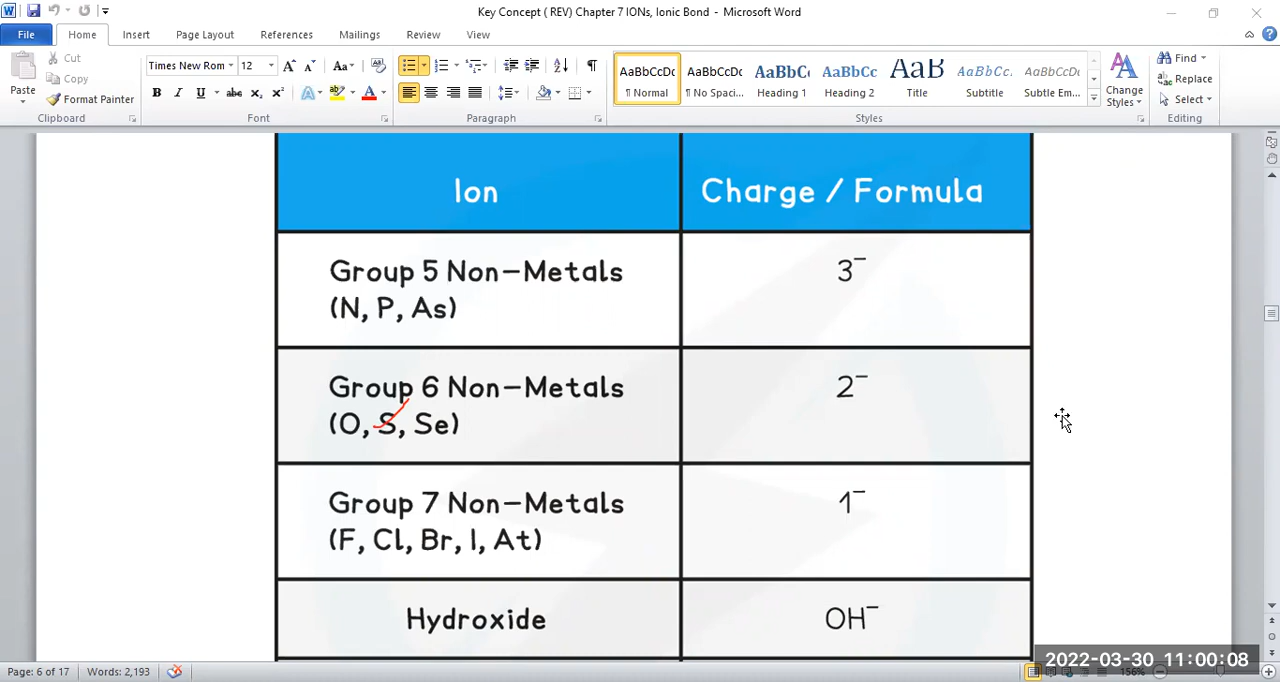 Key Concept ( REV) Chapter 7 IONs, Ionic Bond - Microsoft Word
File Home Insert Page Layout References Mailings Review View
Paste
Cut
Copy
Format Painter
Clipboard
Times New Rom 12
Font
Paragraph
AaBbCcDc AaBbCcDc AaBbCc AaBbCc AaB AaBbCc. AaBbCcDc
¶ Normal ¶ No Spaci... Heading 1 Heading 2 Title Subtitle Subtle Em...
Change
Styles
Styles
Find
Replace
Select
Editing
Ion Charge / Formula
Group 5 Non-Metals 3⁻
(N, P, As)
Group 6 Non-Metals 2⁻
(O, S, Se)
Group 7 Non-Metals 1⁻
(F, Cl, Br, I, At)
Hydroxide OH⁻
2022-03-30 11:00:08
Page: 6 of 17 Words: 2,193 156%